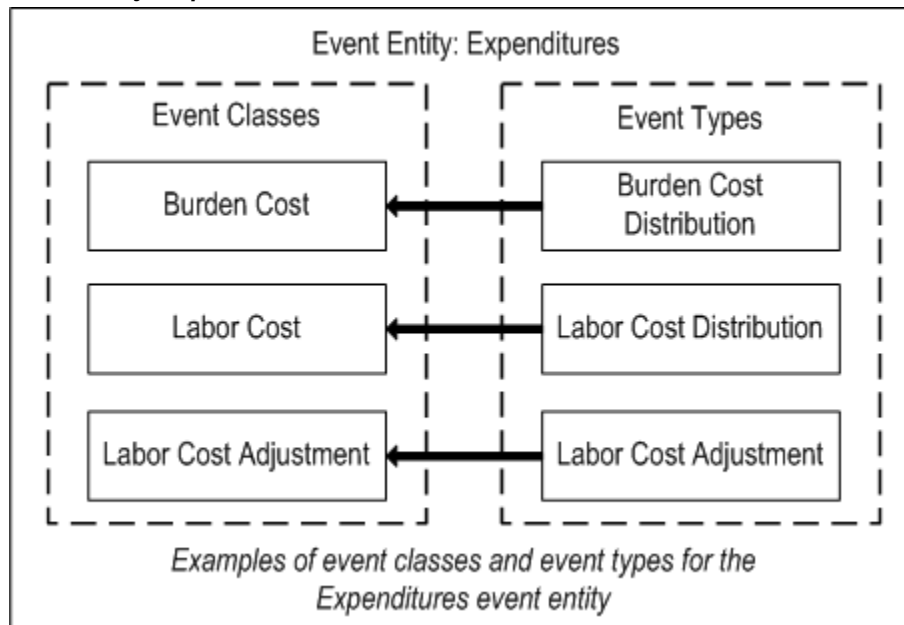 Event Entity: Expenditures
Event Classes
Event Types
Burden Cost
Burden Cost
Distribution
Labor Cost
Labor Cost Distribution
Labor Cost Adjustment
Labor Cost Adjustment
Examples of event classes and event types for the
Expenditures event entity